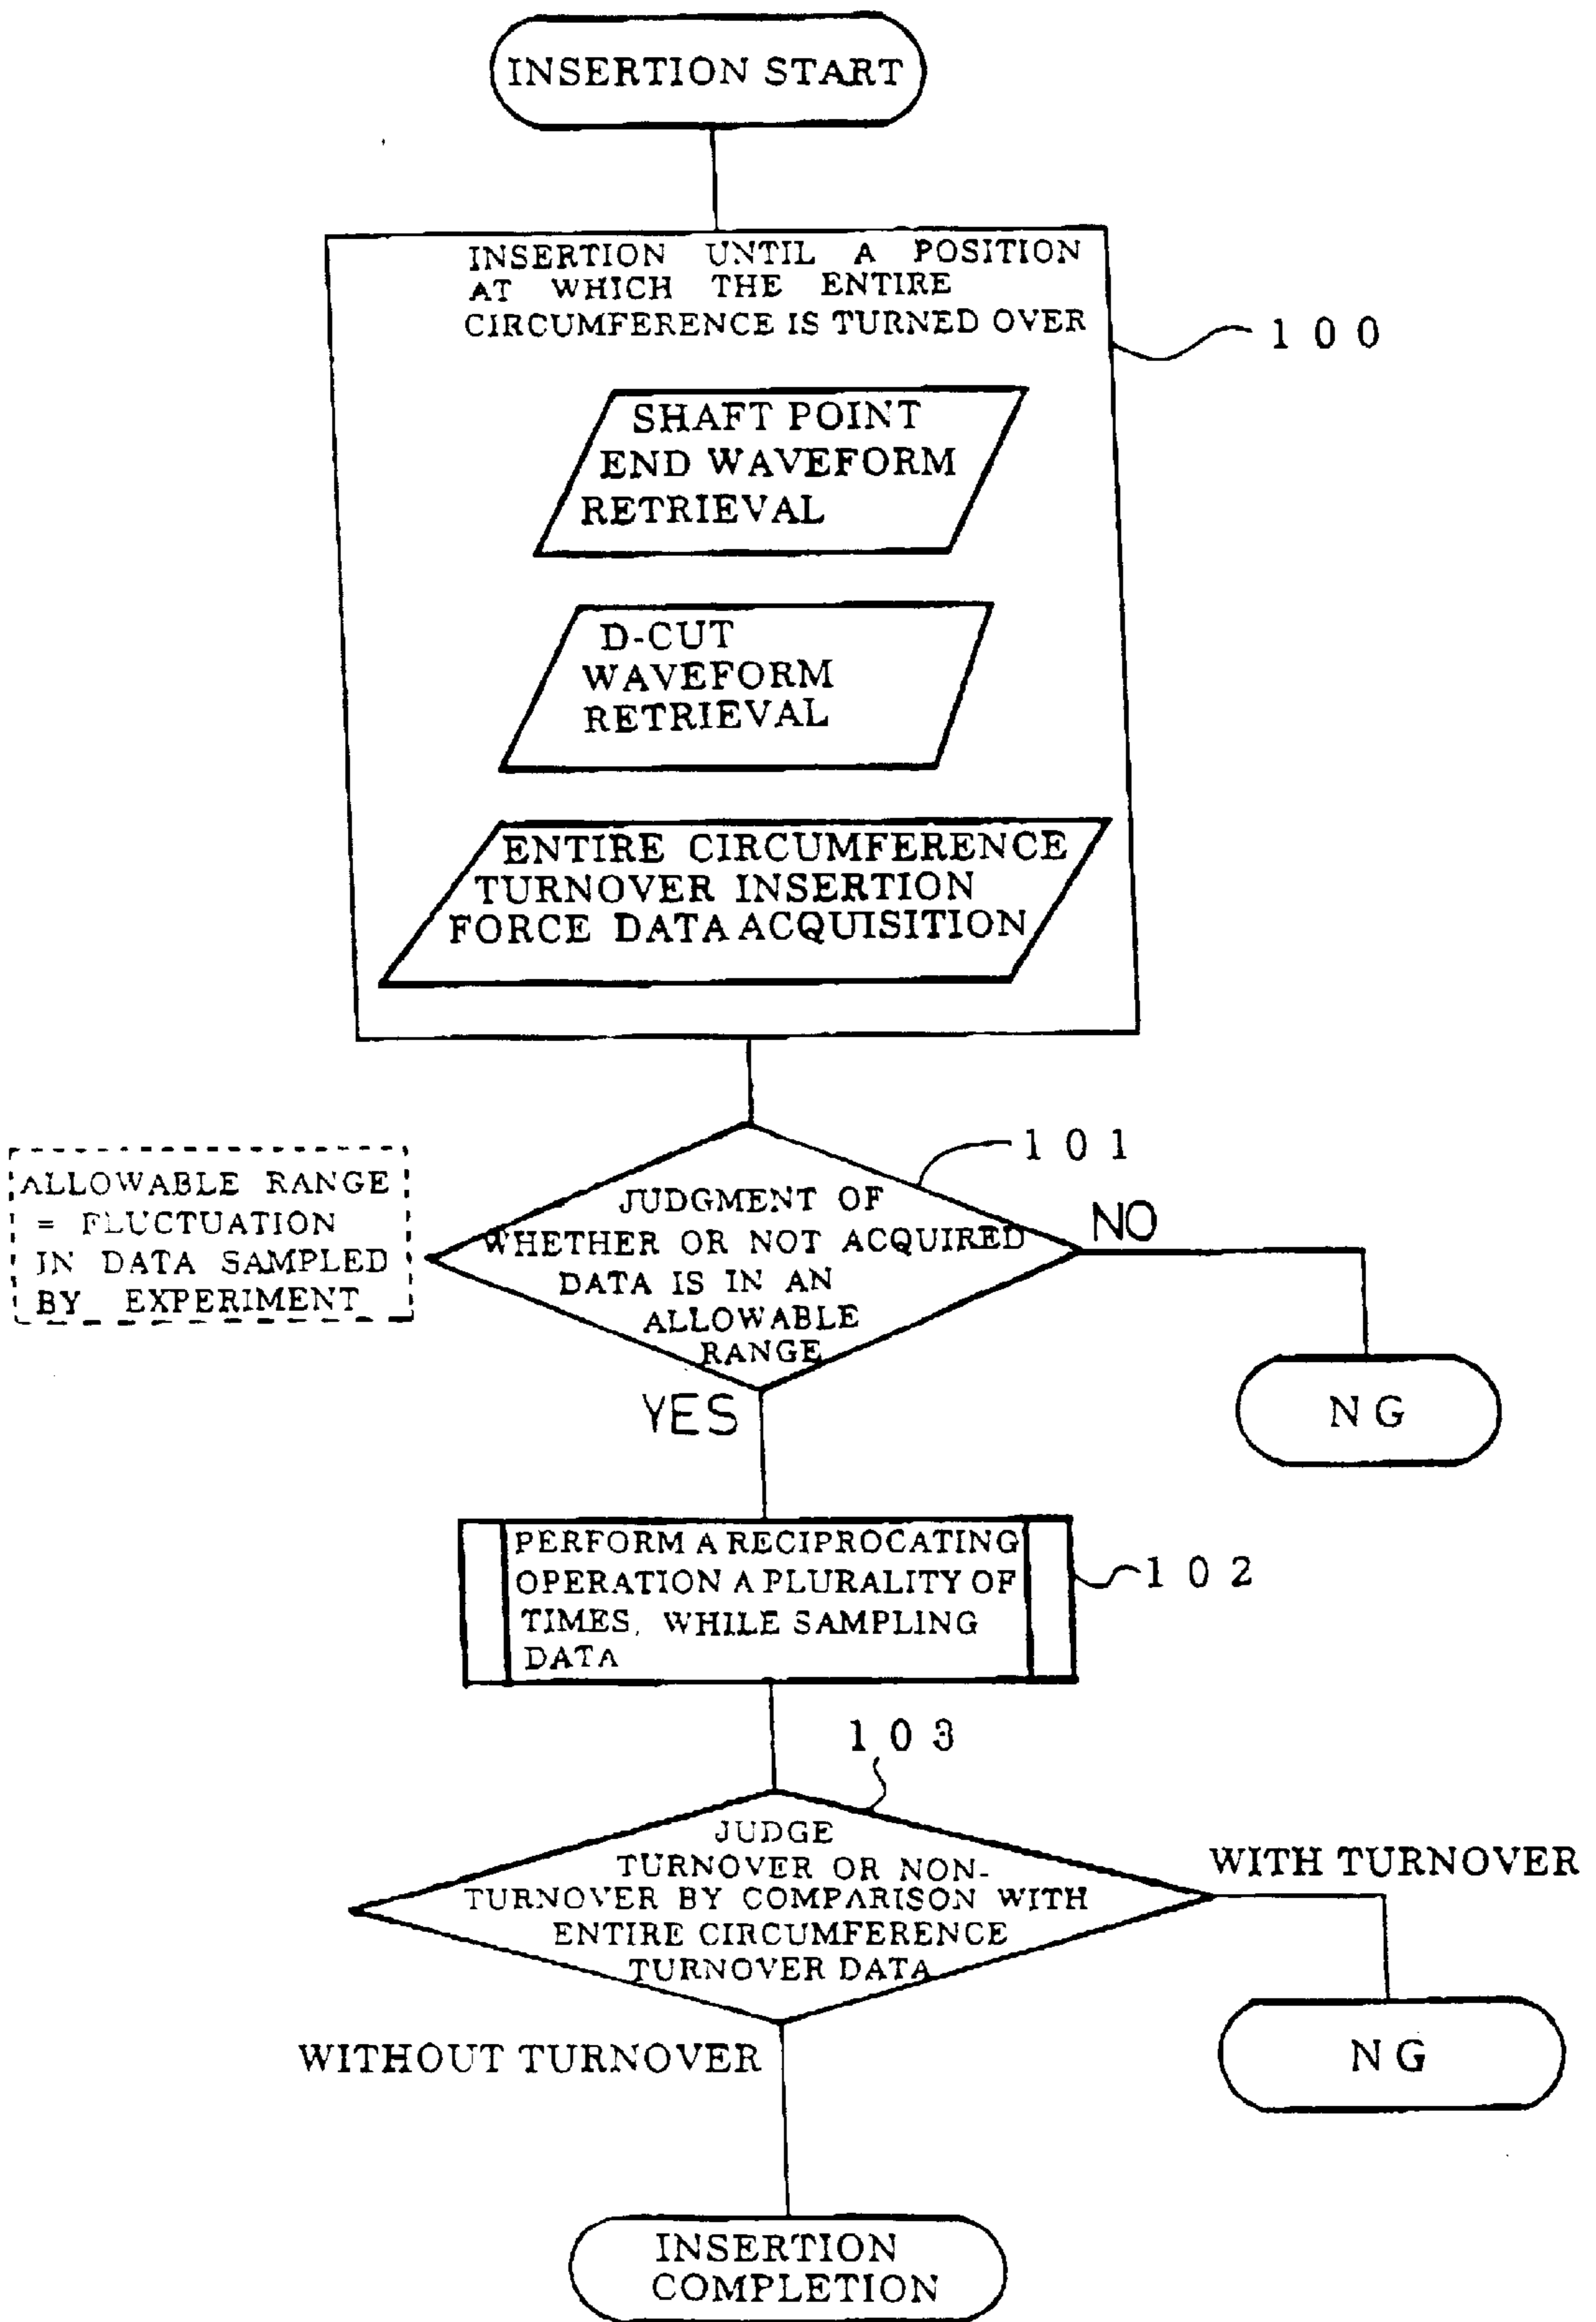 INSERTION START
INSERTION UNTIL A POSITION
AT WHICH THE ENTIRE
CIRCUMFERENCE IS TURNED OVER
100
SHAFT POINT
END WAVEFORM
RETRIEVAL
D-CUT
WAVEFORM
RETRIEVAL
ENTIRE CIRCUMFERENCE
TURNOVER INSERTION
FORCE DATA ACQUISITION
101
ALLOWABLE RANGE
= FLUCTUATION
IN DATA SAMPLED
BY EXPERIMENT
JUDGMENT OF
WHETHER OR NOT ACQUIRED
DATA IS IN AN
ALLOWABLE
RANGE
NO
NG
YES
PERFORM A RECIPROCATING
OPERATION A PLURALITY OF
TIMES, WHILE SAMPLING
DATA
102
103
JUDGE
TURNOVER OR NON-
TURNOVER BY COMPARISON WITH
ENTIRE CIRCUMFERENCE
TURNOVER DATA
WITH TURNOVER
NG
WITHOUT TURNOVER
INSERTION
COMPLETION